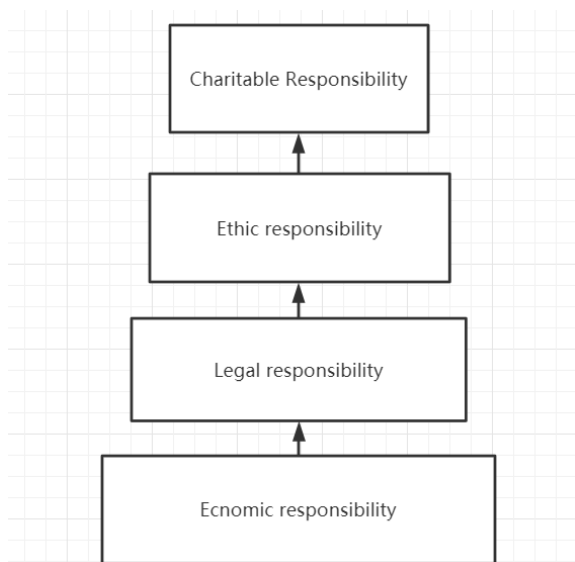 Charitable Responsibility
Ethic responsibility
Legal responsibility
Ecnomic responsibility